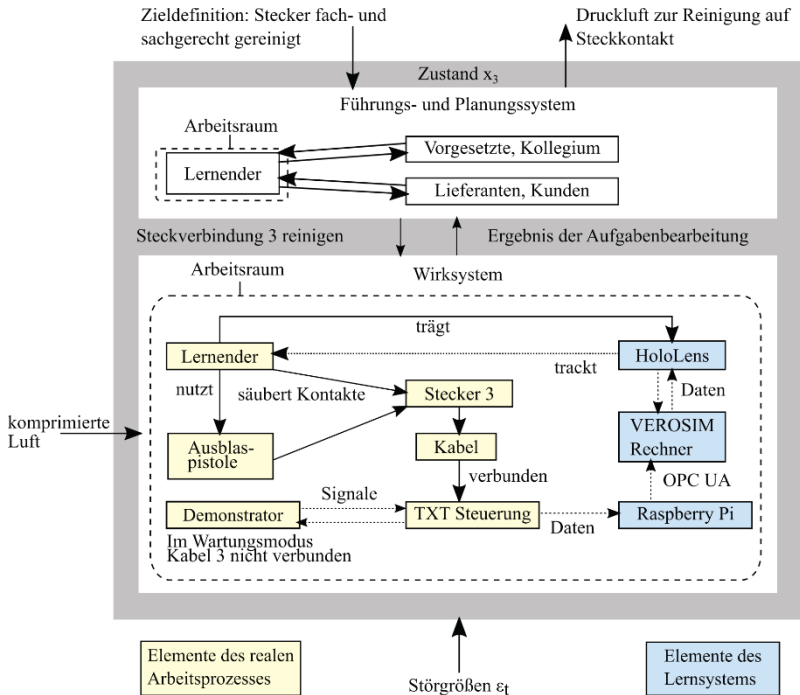 Zieldefinition: Stecker fach- und
sachgerecht gereinigt
Druckluft zur Reinigung auf
Steckkontakt
Zustand x₃
Führungs- und Planungssystem
Arbeitsraum
Lernender
Vorgesetzte, Kollegium
Lieferanten, Kunden
Steckverbindung 3 reinigen
Ergebnis der Aufgabenbearbeitung
Arbeitsraum
Wirksystem
trägt
Lernender
HoloLens
trackt
nutzt
säubert Kontakte
Stecker 3
Daten
komprimierte
Luft
Ausblas-
pistole
Kabel
VEROSIM
Rechner
verbunden
OPC UA
Signale
Demonstrator
TXT Steuerung
Daten
Raspberry Pi
Im Wartungsmodus
Kabel 3 nicht verbunden
Elemente des realen
Arbeitsprozesses
Störgrößen εt
Elemente des
Lernsystems